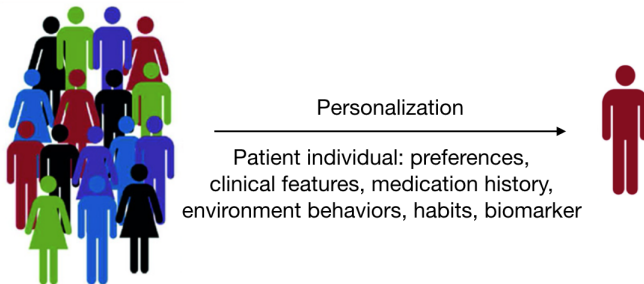 Personalization
Patient individual: preferences,
clinical features, medication history,
environment behaviors, habits, biomarker